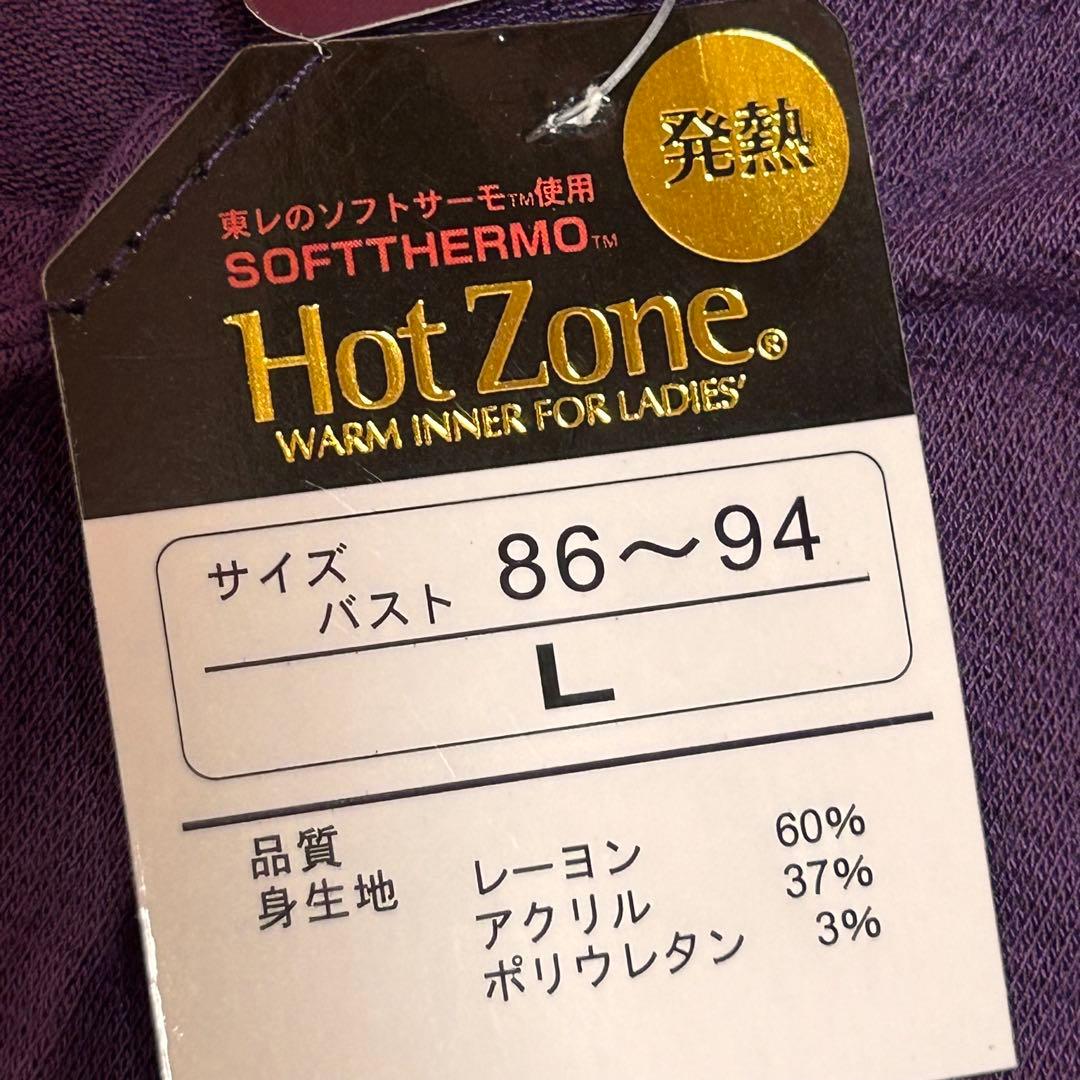 発熱
東レのソフトサーモ™使用
SOFTTHERMO™
Hot Zone®
WARM INNER FOR LADIES'
サイズ
バスト 86～94
L
品質
身生地 レーヨン 60%
アクリル 37%
ポリウレタン 3%